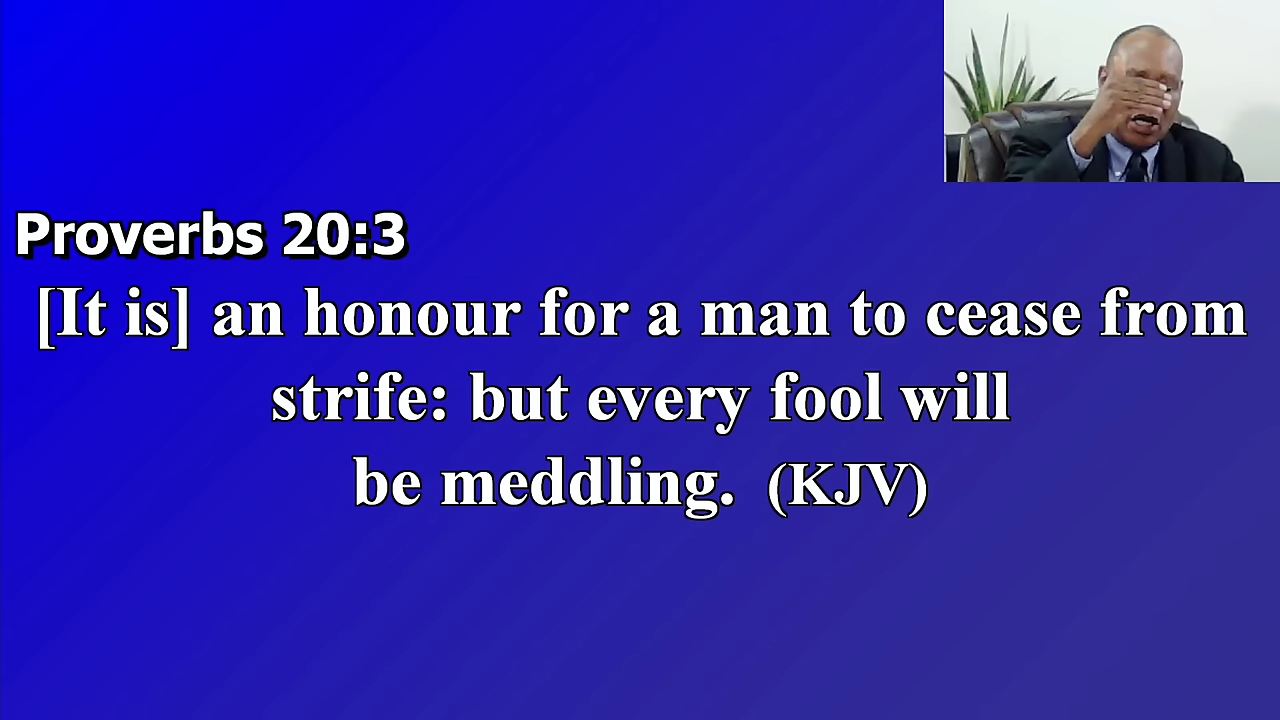 Proverbs 20:3
[It is] an honour for a man to cease from
strife: but every fool will
be meddling. (KJV)